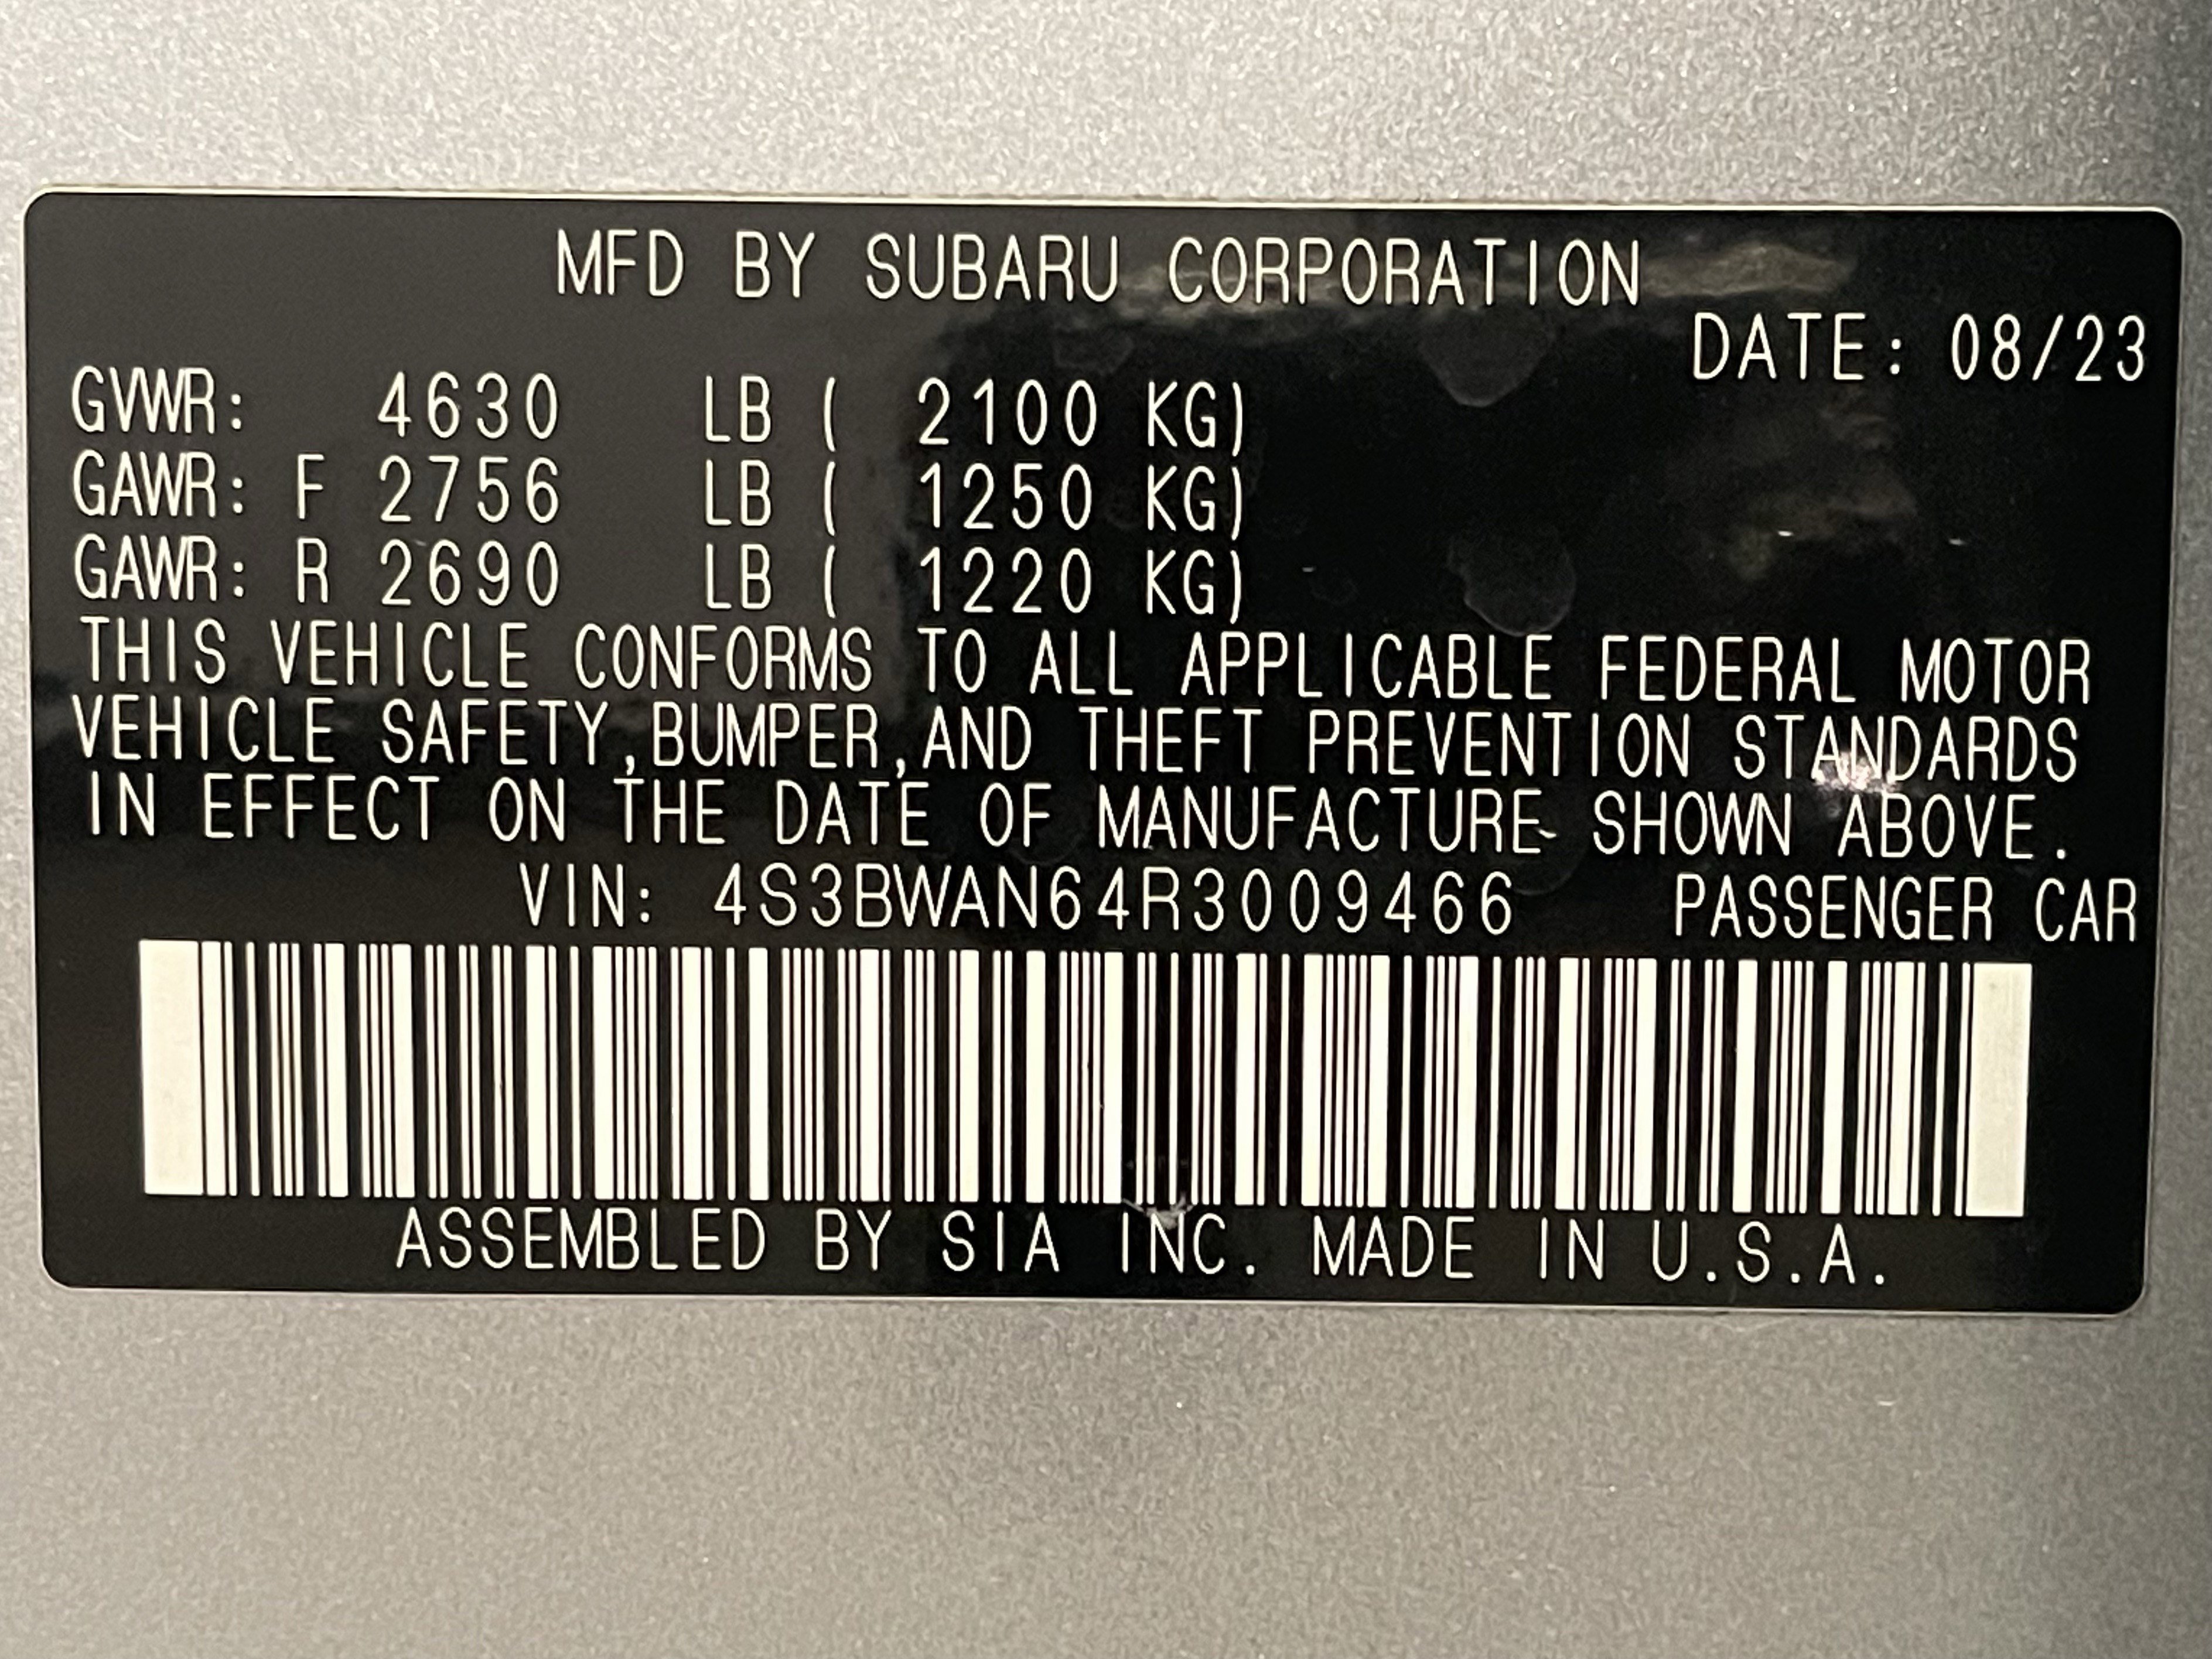 MFD BY SUBARU CORPORATION
DATE: 08/23
GVWR: 4630 LB ( 2100 KG)
GAWR: F 2756 LB ( 1250 KG)
GAWR: R 2690 LB ( 1220 KG)
THIS VEHICLE CONFORMS TO ALL APPLICABLE FEDERAL MOTOR
VEHICLE SAFETY,BUMPER,AND THEFT PREVENTION STANDARDS
IN EFFECT ON THE DATE OF MANUFACTURE SHOWN ABOVE.
VIN: 4S3BWAN64R3009466 PASSENGER CAR
ASSEMBLED BY SIA INC. MADE IN U.S.A.